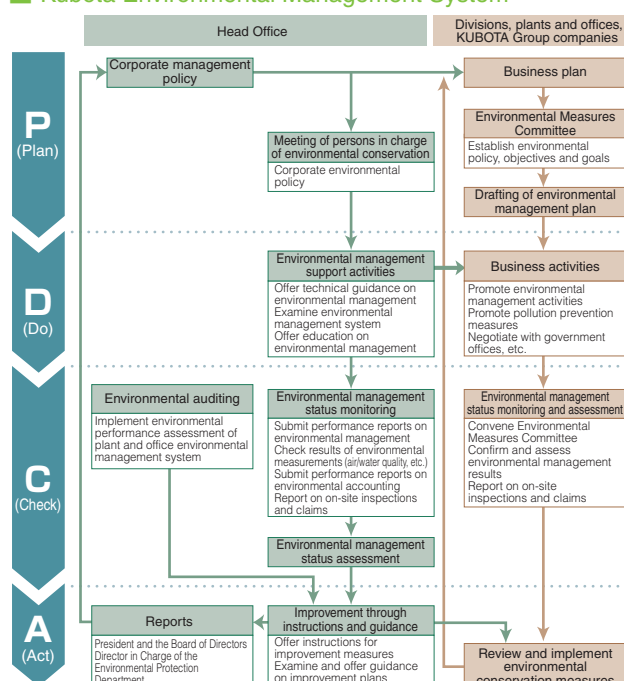 Kubota Environmental Management System
Head Office
Divisions, plants and offices,
KUBOTA Group companies
P
(Plan)
Corporate management
policy
Business plan
Meeting of persons in charge
of environmental conservation
Corporate environmental
policy
Environmental Measures
Committee
Establish environmental
policy, objectives and goals
Drafting of environmental
management plan
D
(Do)
Environmental management
support activities
Offer technical guidance on
environmental management
Examine environmental
management system
Offer education on
environmental management
Business activities
Promote environmental
management activities
Promote pollution prevention
measures
Negotiate with government
offices, etc.
C
(Check)
Environmental auditing
Implement environmental
performance assessment of
plant and office environmental
management system
Environmental management
status monitoring
Submit performance reports on
environmental management
Check results of environmental
measurements (air/water quality, etc.)
Submit performance reports on
environmental accounting
Report on on-site inspections
and claims
Environmental management
status assessment
Environmental management
status monitoring and assessment
Convene Environmental
Measures Committee
Confirm and assess
environmental management
results
Report on on-site
inspections and claims
A
(Act)
Reports
President and the Board of Directors
Director in Charge of the
Environmental Protection
Department
Improvement through
instructions and guidance
Offer instructions for
improvement measures
Examine and offer guidance
on improvement plans
Review and implement
environmental
conservation measures